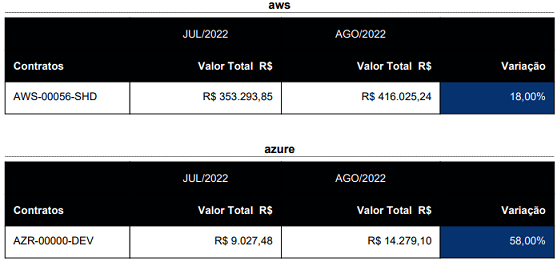 aws
JUL/2022 AGO/2022
Contratos Valor Total R$ Valor Total R$ Variação
AWS-00056-SHD R$ 353.293,85 R$ 416.025,24 18,00%
azure
JUL/2022 AGO/2022
Contratos Valor Total R$ Valor Total R$ Variação
AZR-00000-DEV R$ 9.027,48 R$ 14.279,10 58,00%